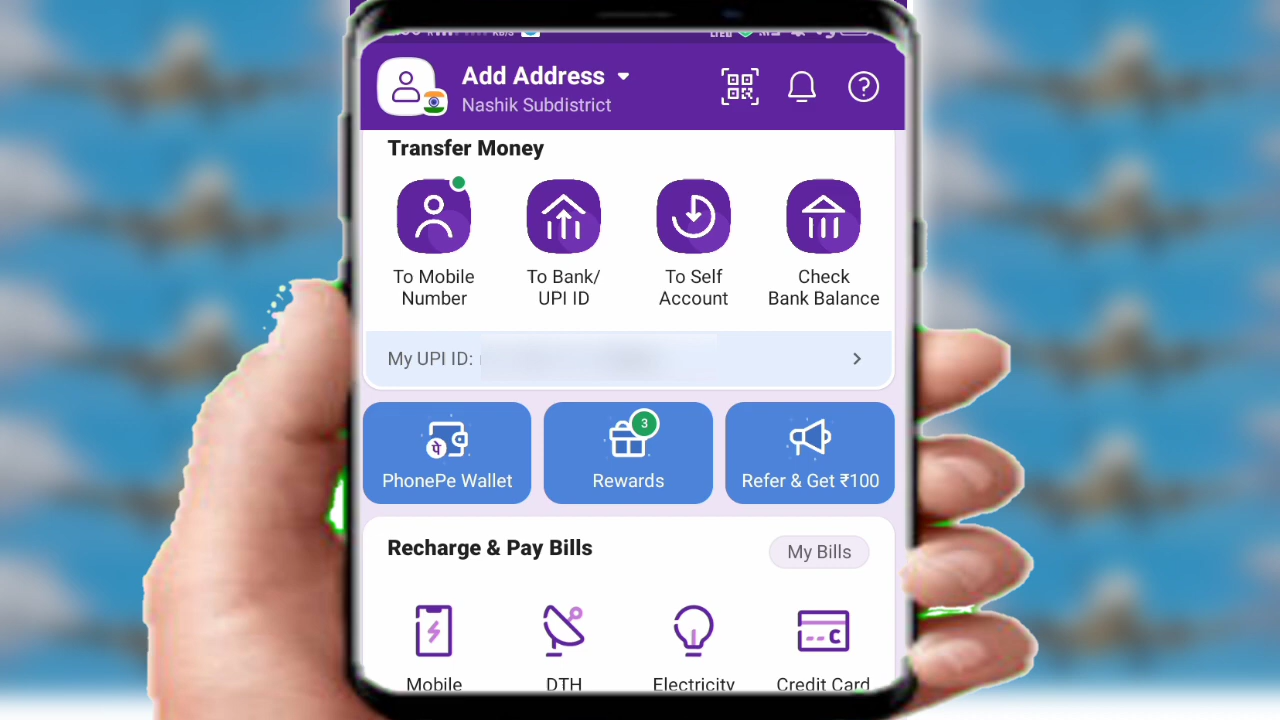 Add Address
Nashik Subdistrict
Transfer Money
To Mobile
Number
To Bank/
UPI ID
To Self
Account
Check
Bank Balance
My UPI ID:
पे
3
PhonePe Wallet
Rewards
Refer & Get ₹100
Recharge & Pay Bills
My Bills
C
Mobile
DTH
Electricity
Credit Card